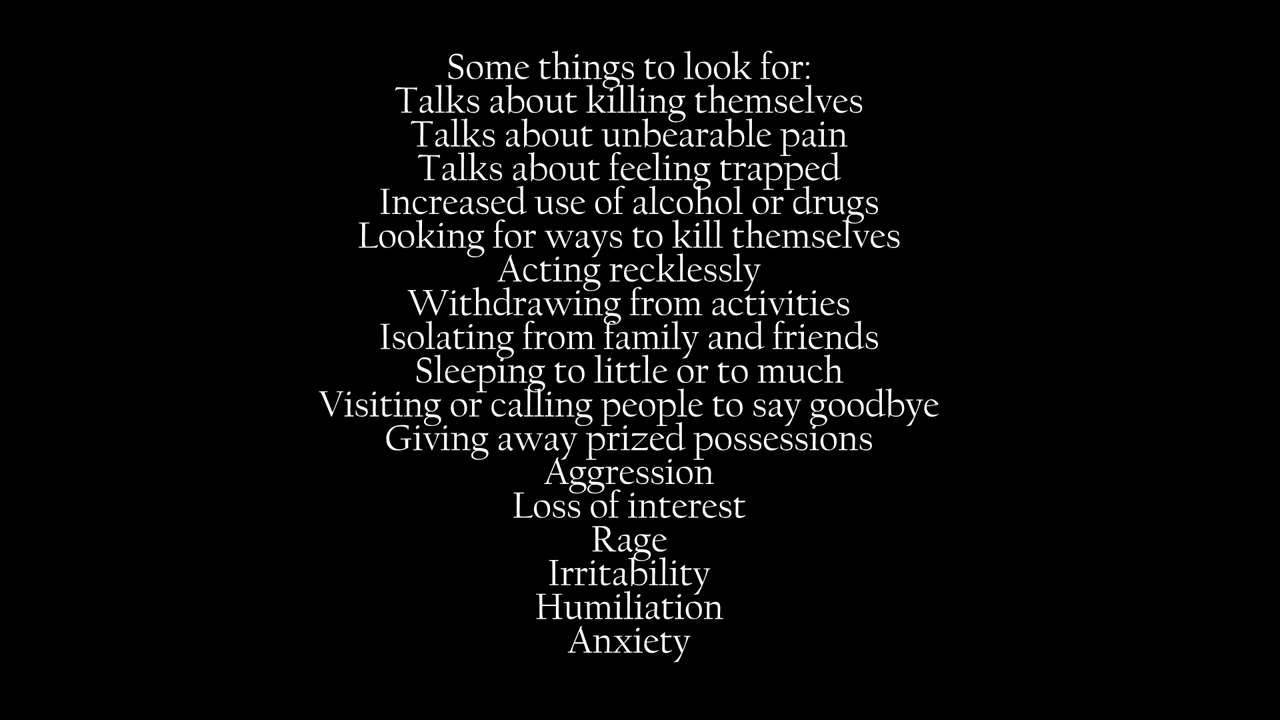 Some things to look for:
Talks about killing themselves
Talks about unbearable pain
Talks about feeling trapped
Increased use of alcohol or drugs
Looking for ways to kill themselves
Acting recklessly
Withdrawing from activities
Isolating from family and friends
Sleeping to little or to much
Visiting or calling people to say goodbye
Giving away prized possessions
Aggression
Loss of interest
Rage
Irritability
Humiliation
Anxiety